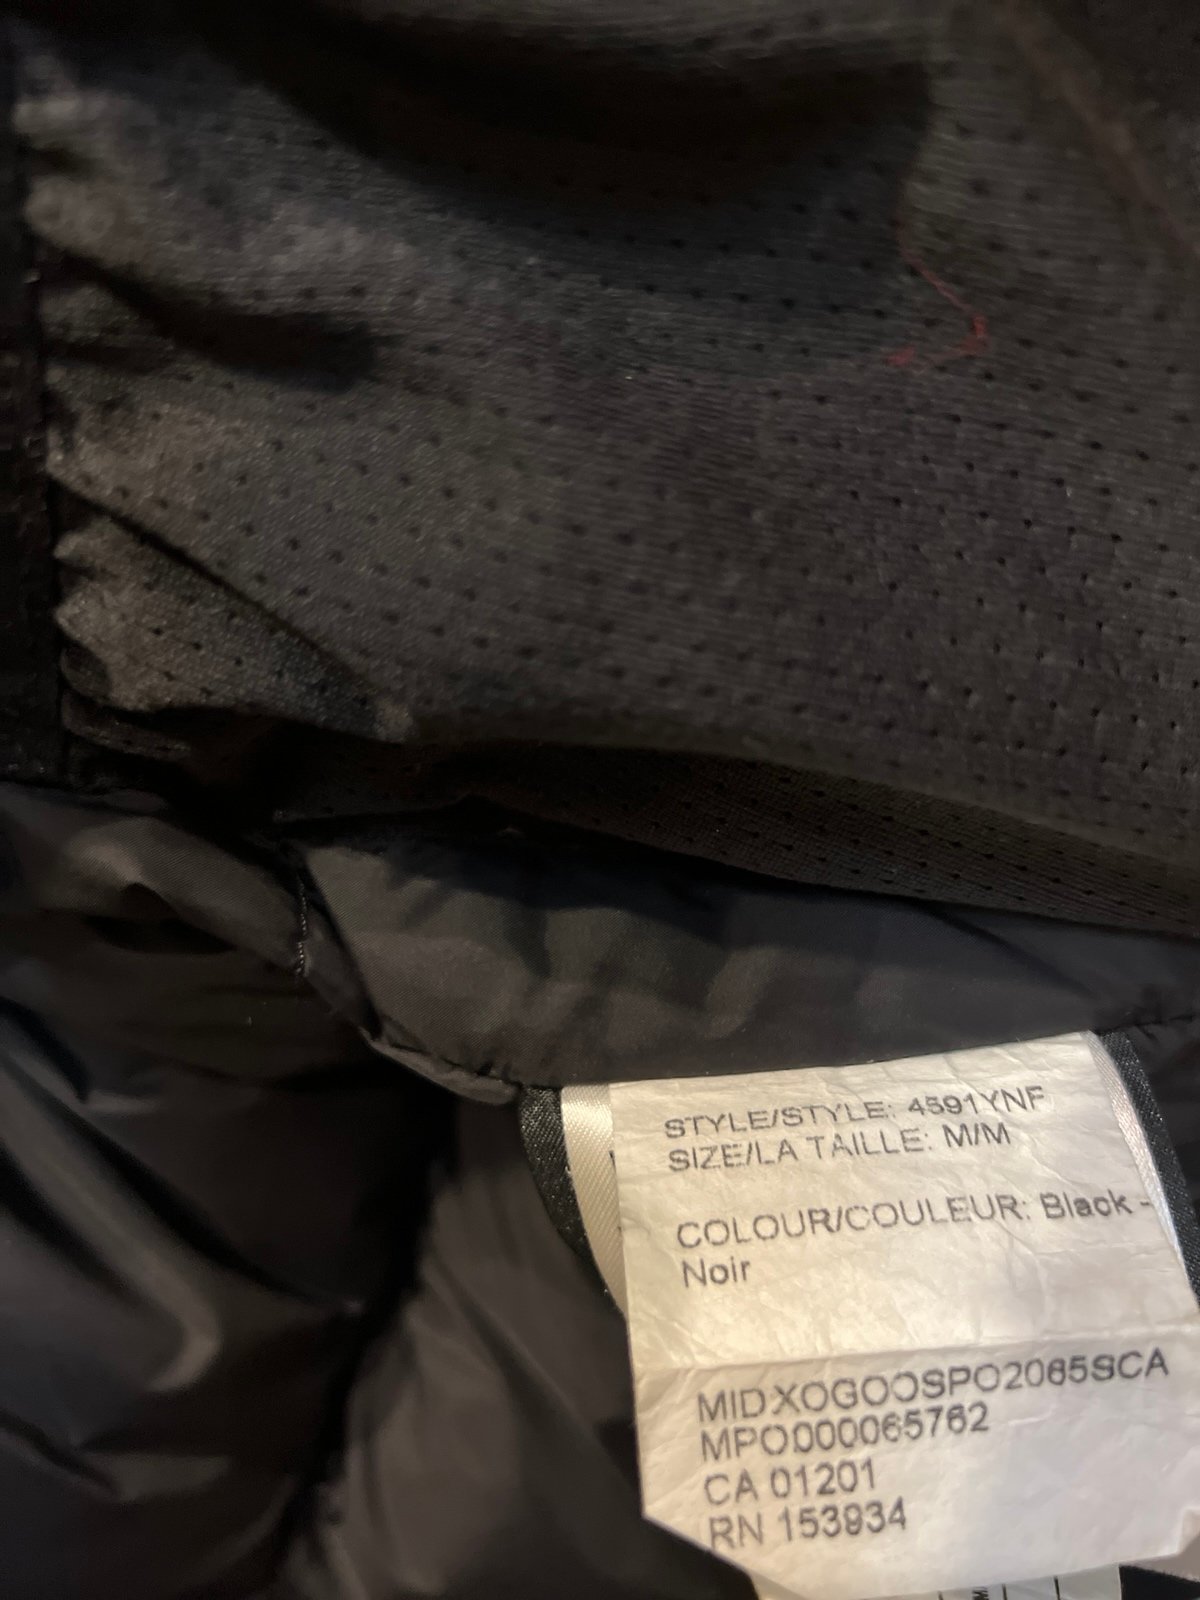 STYLE/STYLE: 4591YNF
SIZE/LA TAILLE: M/M
COLOUR/COULEUR: Black -
Noir
MIDXOGOOSPO2065SCA
MPO000065762
CA 01201
RN 153934